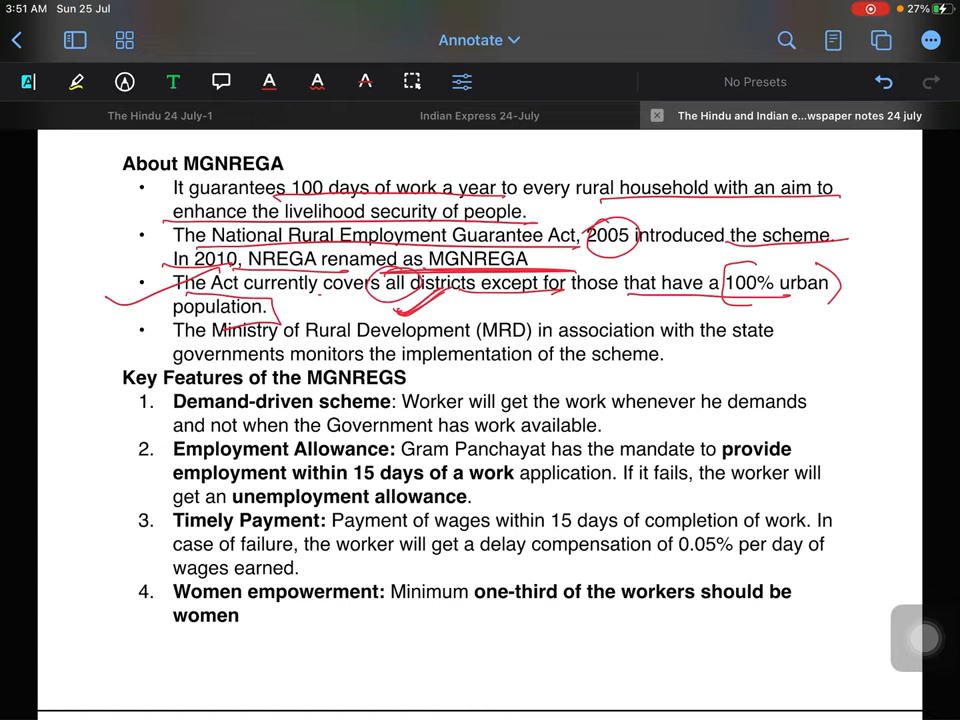 3:51 AM Sun 25 Jul
27%
Annotate
T
A
A
A
No Presets
The Hindu 24 July-1
Indian Express 24-July
The Hindu and Indian e...wspaper notes 24 july
About MGNREGA
• It guarantees 100 days of work a year to every rural household with an aim to
enhance the livelihood security of people.
• The National Rural Employment Guarantee Act, 2005 introduced the scheme.
In 2010, NREGA renamed as MGNREGA
• The Act currently covers all districts except for those that have a 100% urban
population.
• The Ministry of Rural Development (MRD) in association with the state
governments monitors the implementation of the scheme.
Key Features of the MGNREGS
1. Demand-driven scheme: Worker will get the work whenever he demands
and not when the Government has work available.
2. Employment Allowance: Gram Panchayat has the mandate to provide
employment within 15 days of a work application. If it fails, the worker will
get an unemployment allowance.
3. Timely Payment: Payment of wages within 15 days of completion of work. In
case of failure, the worker will get a delay compensation of 0.05% per day of
wages earned.
4. Women empowerment: Minimum one-third of the workers should be
women